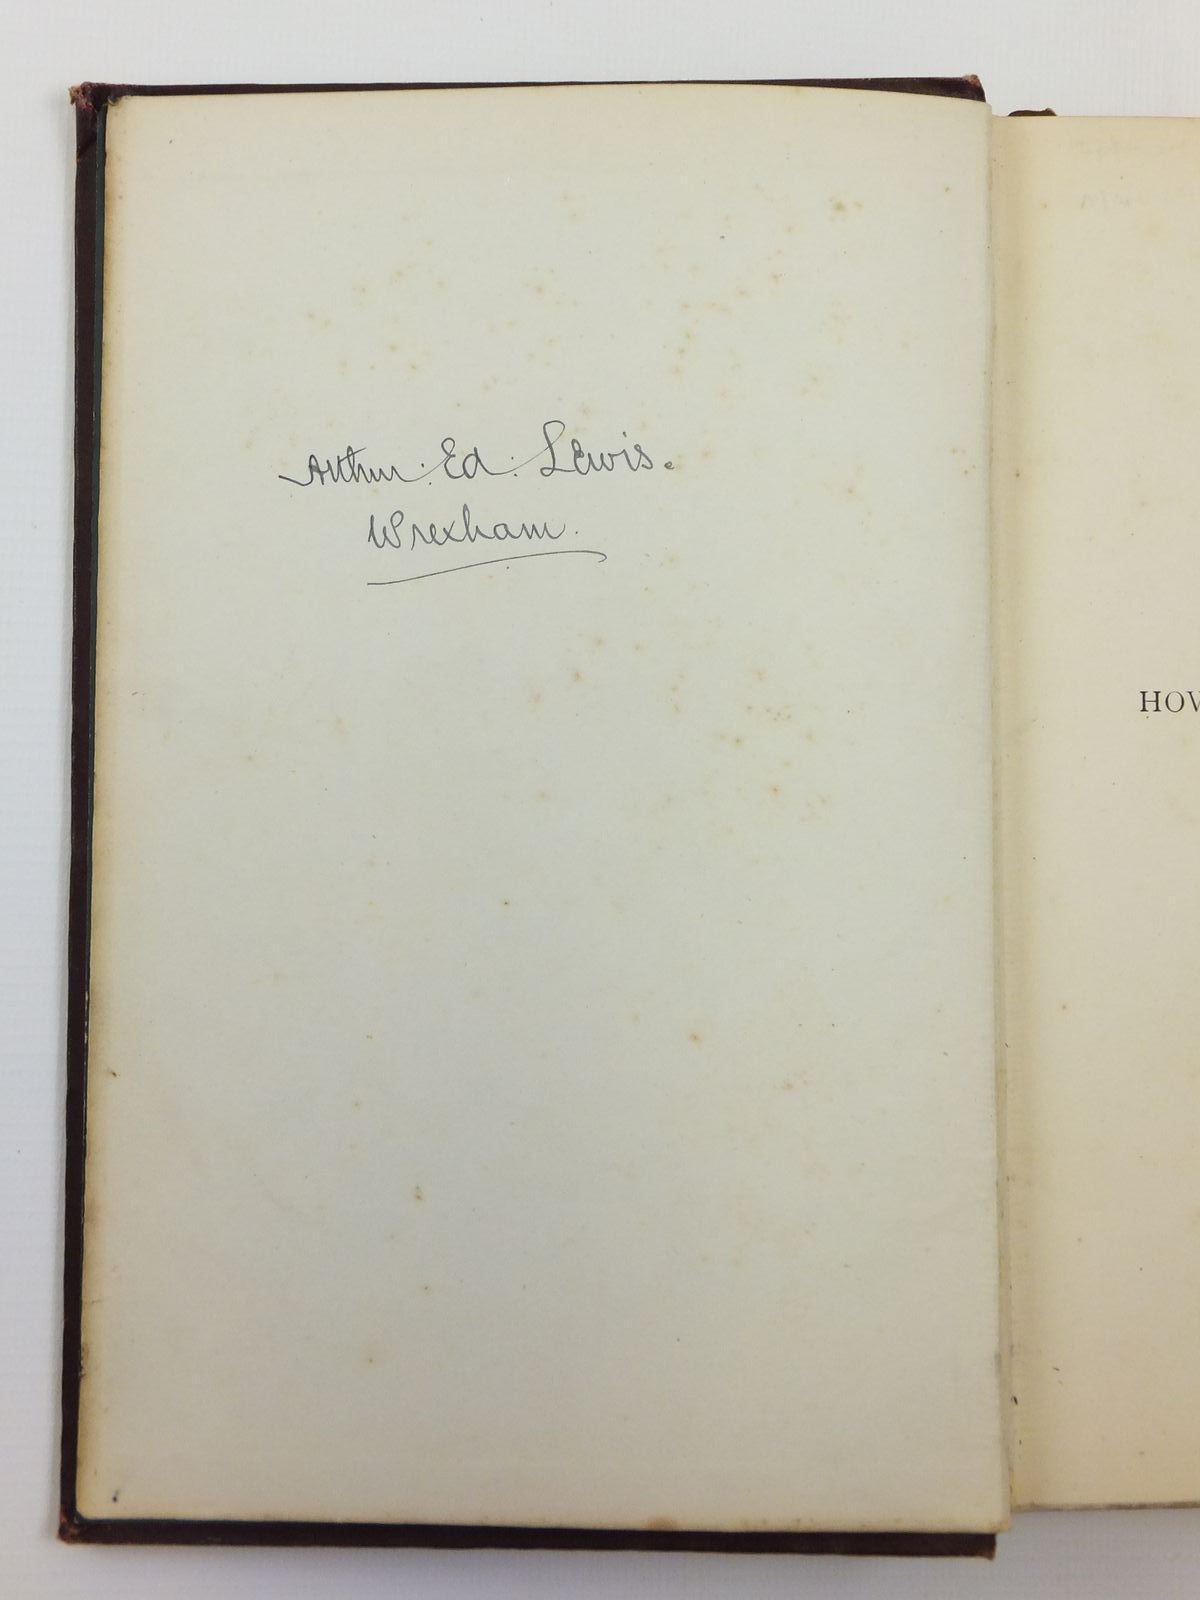 Arthur. Ed. Lewis.
Wrexham.
HOW